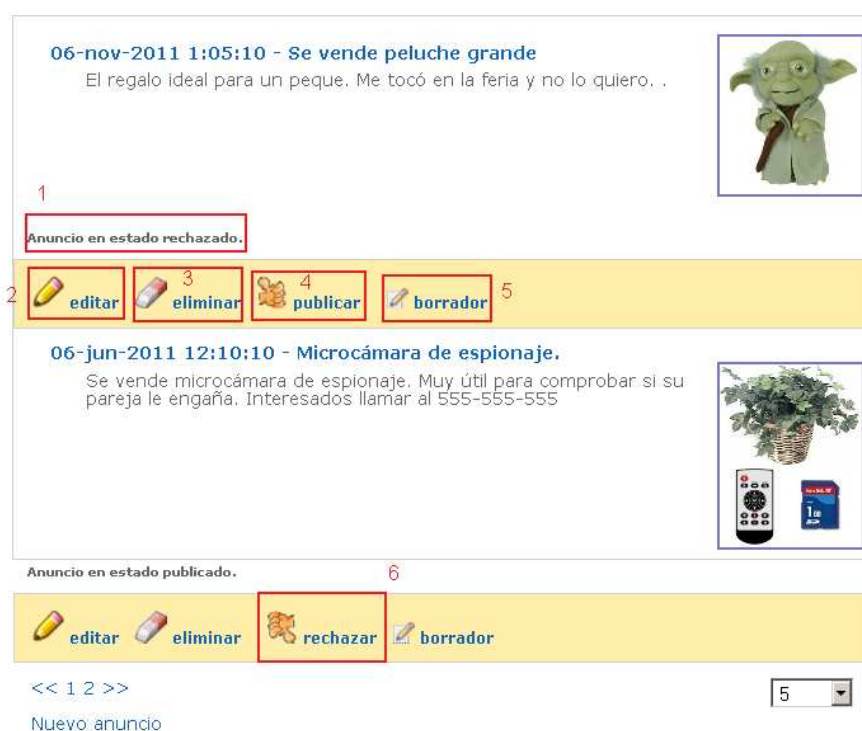 06-nov-2011 1:05:10 - Se vende peluche grande
El regalo ideal para un peque. Me tocó en la feria y no lo quiero. .
1
Anuncio en estado rechazado.
2 editar 3 eliminar 4 publicar borrador 5
06-jun-2011 12:10:10 - Microcámara de espionaje.
Se vende microcámara de espionaje. Muy útil para comprobar si su
pareja le engaña. Interesados llamar al 555-555-555
1 GB
Anuncio en estado publicado.
6
editar eliminar rechazar borrador
<< 1 2 >>
5
Nuevo anuncio